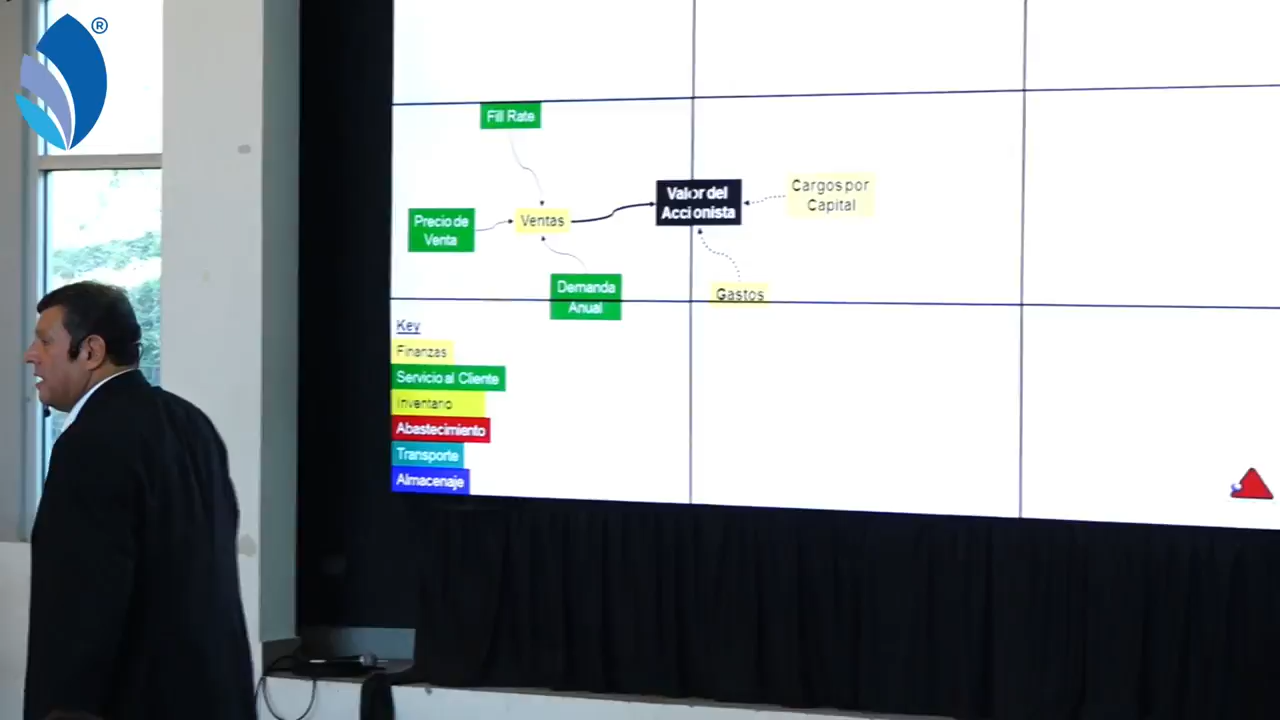 ®
Fill Rate
Valor del
Accionista
Cargos por
Capital
Precio de
Venta
Ventas
Demanda
Anual
Gastos
Key
Finanzas
Servicio al Cliente
Inventario
Abastecimiento
Transporte
Almacenaje